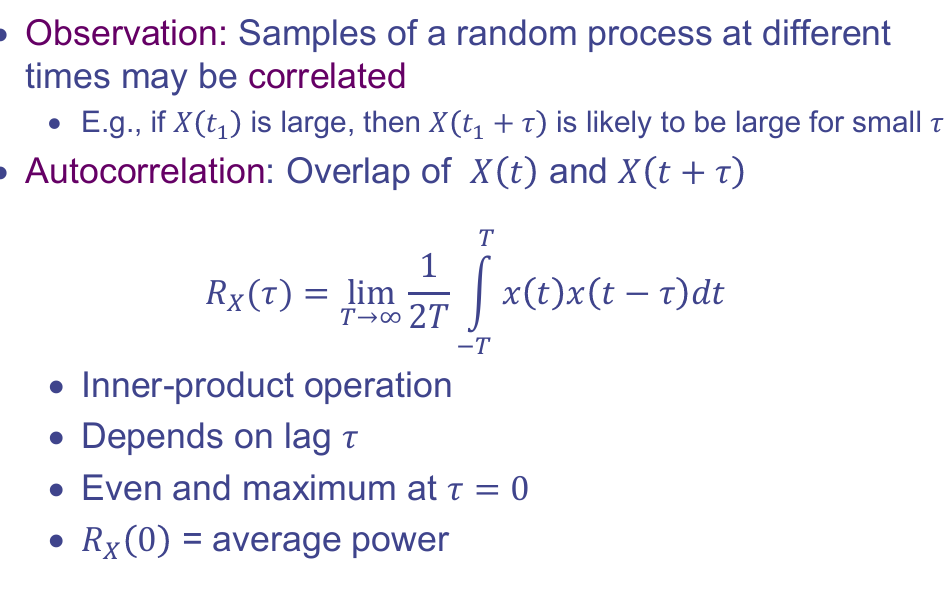 • Observation: Samples of a random process at different
times may be correlated
• E.g., if X(t₁) is large, then X(t₁ + τ) is likely to be large for small τ
• Autocorrelation: Overlap of X(t) and X(t + τ)
R_X(τ) = lim_{T→∞} \frac{1}{2T} ∫_{−T}^{T} x(t)x(t − τ)dt
• Inner-product operation
• Depends on lag τ
• Even and maximum at τ = 0
• R_X(0) = average power